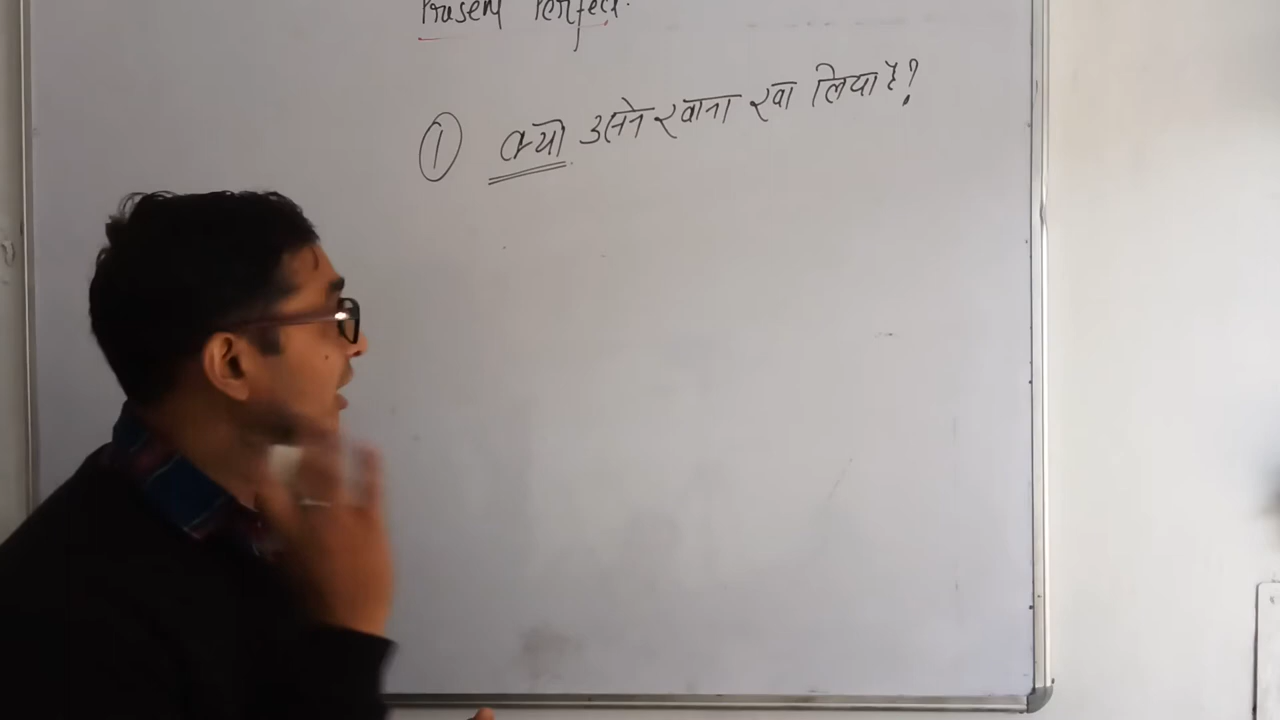 Present Perfect.
① क्यों उसने खाना खा लिया है?